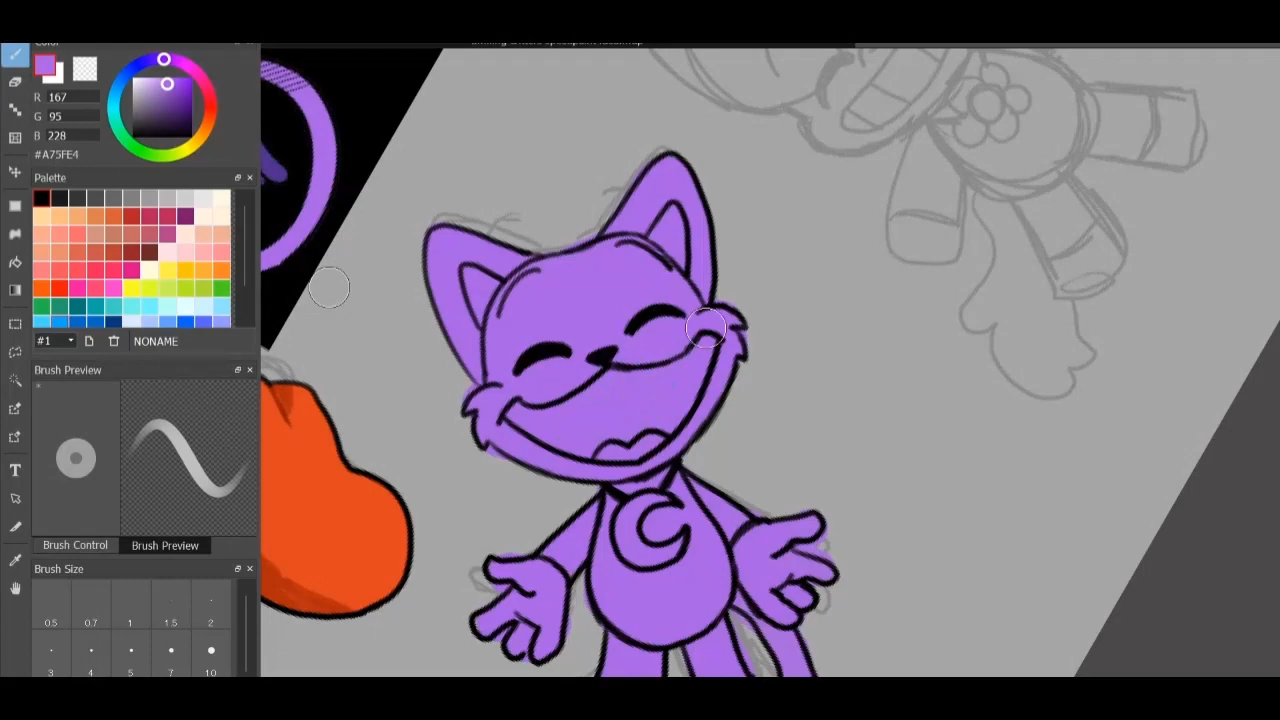 Color
R 167
G 95
B 228
#A75FE4
Palette
#1 NONAME
Brush Preview
*
Brush Control Brush Preview
Brush Size
0.5 0.7 1 1.5 2
3 4 5 7 10
T